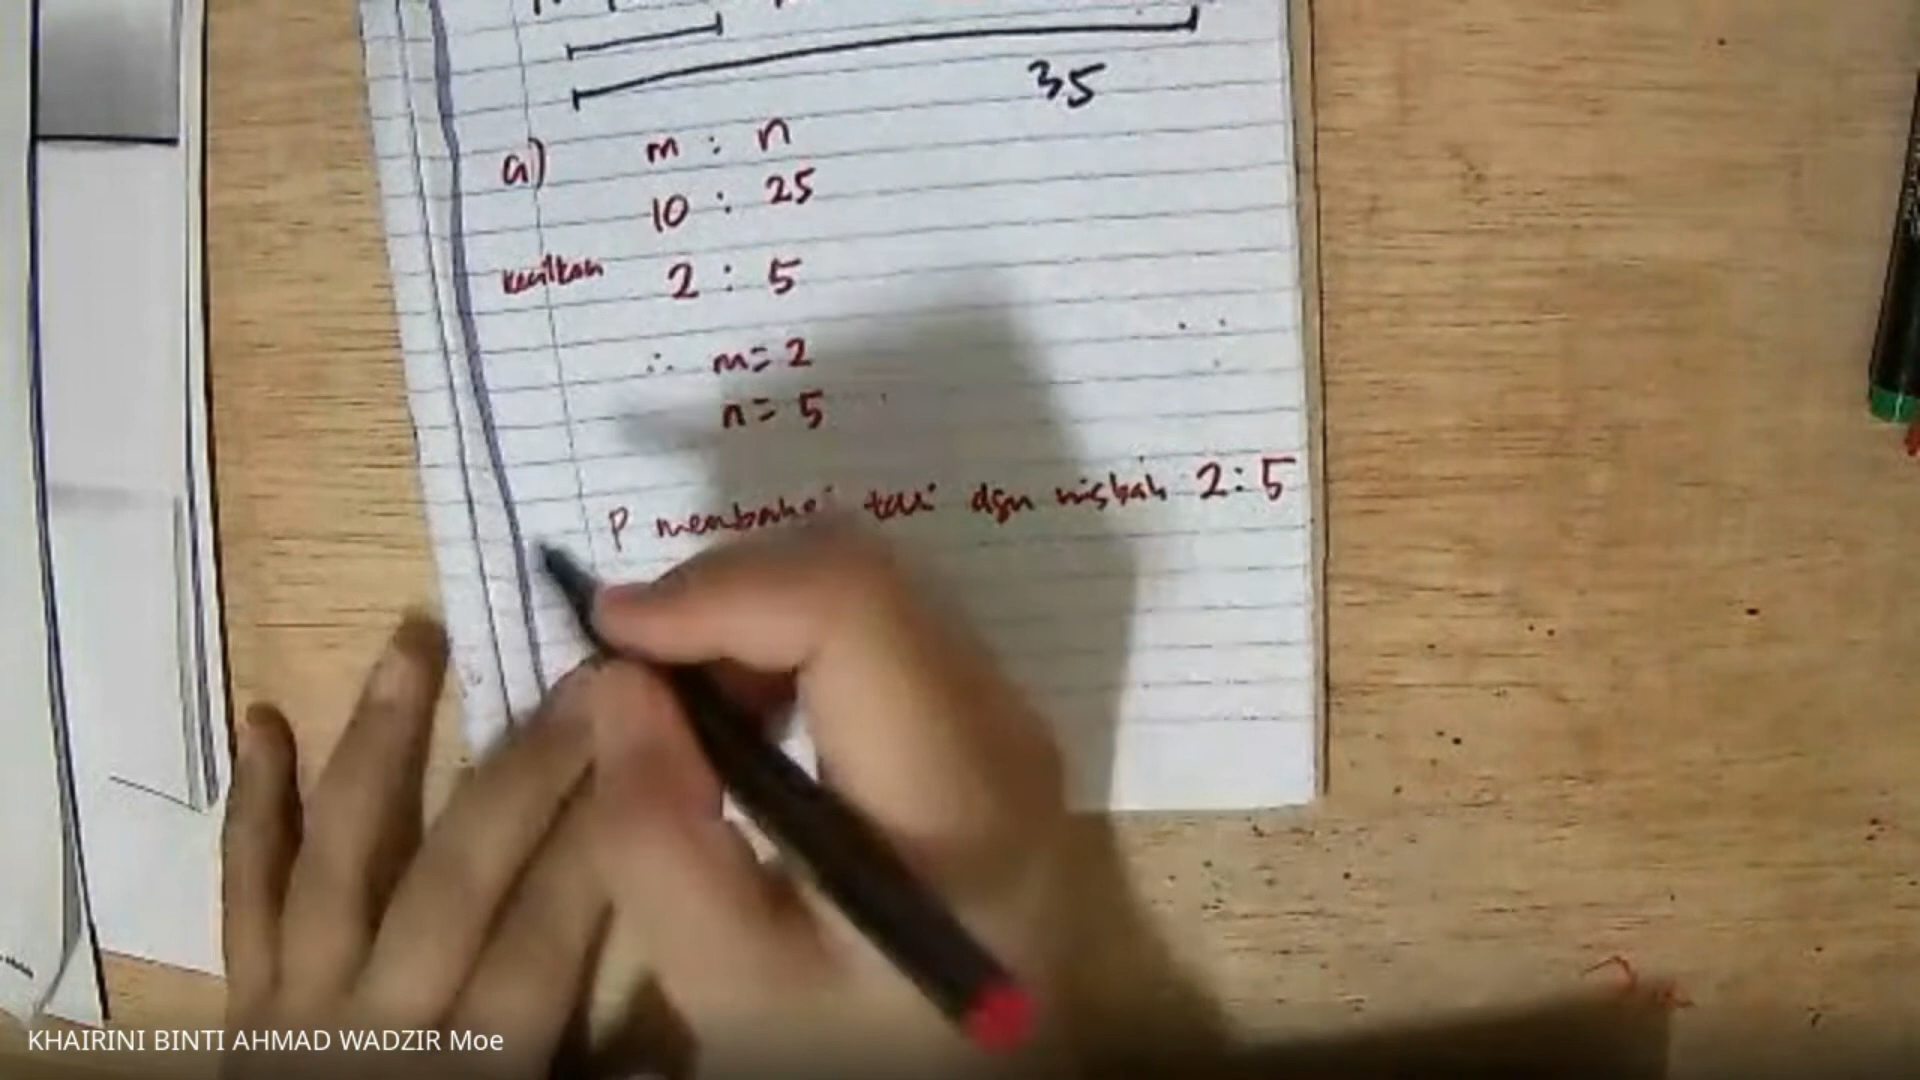 35
a) m : n
10 : 25
kecilkan 2 : 5
∴ m = 2
n = 5
P membahagi tali dgn nisbah 2:5
KHAIRINI BINTI AHMAD WADZIR Moe